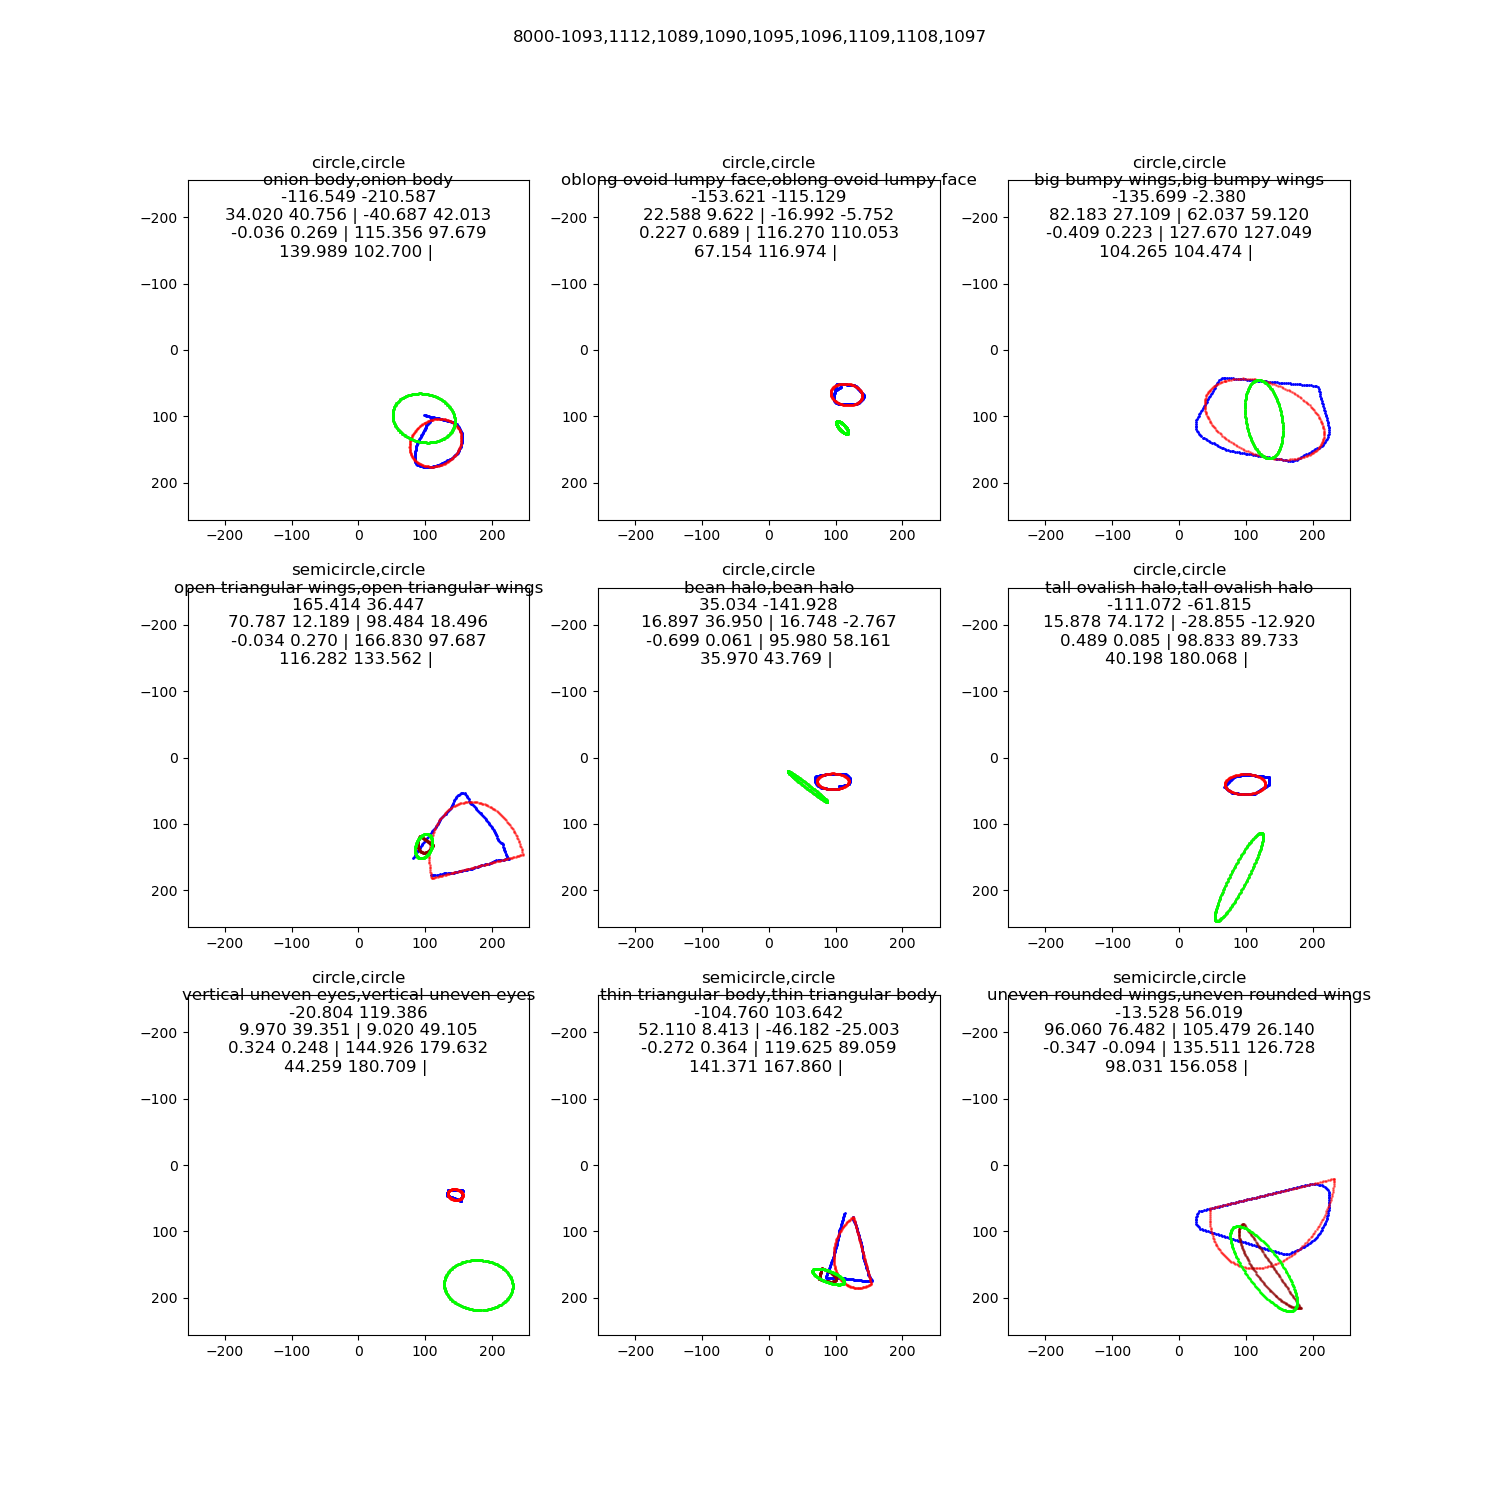 8000-1093,1112,1089,1090,1095,1096,1109,1108,1097
circle,circle
onion body,onion body
-116.549 -210.587
34.020 40.756 | -40.687 42.013
-0.036 0.269 | 115.356 97.679
139.989 102.700 |
−200
−100
0
100
200
−200 −100 0 100 200
circle,circle
oblong ovoid lumpy face,oblong ovoid lumpy face
-153.621 -115.129
22.588 9.622 | -16.992 -5.752
0.227 0.689 | 116.270 110.053
67.154 116.974 |
−200
−100
0
100
200
−200 −100 0 100 200
circle,circle
big bumpy wings,big bumpy wings
-135.699 -2.380
82.183 27.109 | 62.037 59.120
-0.409 0.223 | 127.670 127.049
104.265 104.474 |
−200
−100
0
100
200
−200 −100 0 100 200
semicircle,circle
open triangular wings,open triangular wings
165.414 36.447
70.787 12.189 | 98.484 18.496
-0.034 0.270 | 166.830 97.687
116.282 133.562 |
−200
−100
0
100
200
−200 −100 0 100 200
circle,circle
bean halo,bean halo
35.034 -141.928
16.897 36.950 | 16.748 -2.767
-0.699 0.061 | 95.980 58.161
35.970 43.769 |
−200
−100
0
100
200
−200 −100 0 100 200
circle,circle
tall ovalish halo,tall ovalish halo
-111.072 -61.815
15.878 74.172 | -28.855 -12.920
0.489 0.085 | 98.833 89.733
40.198 180.068 |
−200
−100
0
100
200
−200 −100 0 100 200
circle,circle
vertical uneven eyes,vertical uneven eyes
-20.804 119.386
9.970 39.351 | 9.020 49.105
0.324 0.248 | 144.926 179.632
44.259 180.709 |
−200
−100
0
100
200
−200 −100 0 100 200
semicircle,circle
thin triangular body,thin triangular body
-104.760 103.642
52.110 8.413 | -46.182 -25.003
-0.272 0.364 | 119.625 89.059
141.371 167.860 |
−200
−100
0
100
200
−200 −100 0 100 200
semicircle,circle
uneven rounded wings,uneven rounded wings
-13.528 56.019
96.060 76.482 | 105.479 26.140
-0.347 -0.094 | 135.511 126.728
98.031 156.058 |
−200
−100
0
100
200
−200 −100 0 100 200